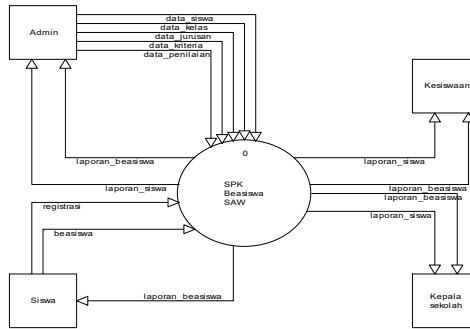 Admin
data_siswa
data_kelas
data_jurusan
data_kriteria
data_penilaian
Kesiswaan
0
laporan_beasiswa
laporan_siswa
laporan_siswa
SPK
Beasiswa
SAW
laporan_beasiswa
laporan_beasiswa
registrasi
laporan_siswa
beasiswa
Siswa
laporan_beasiswa
Kepala
sekolah